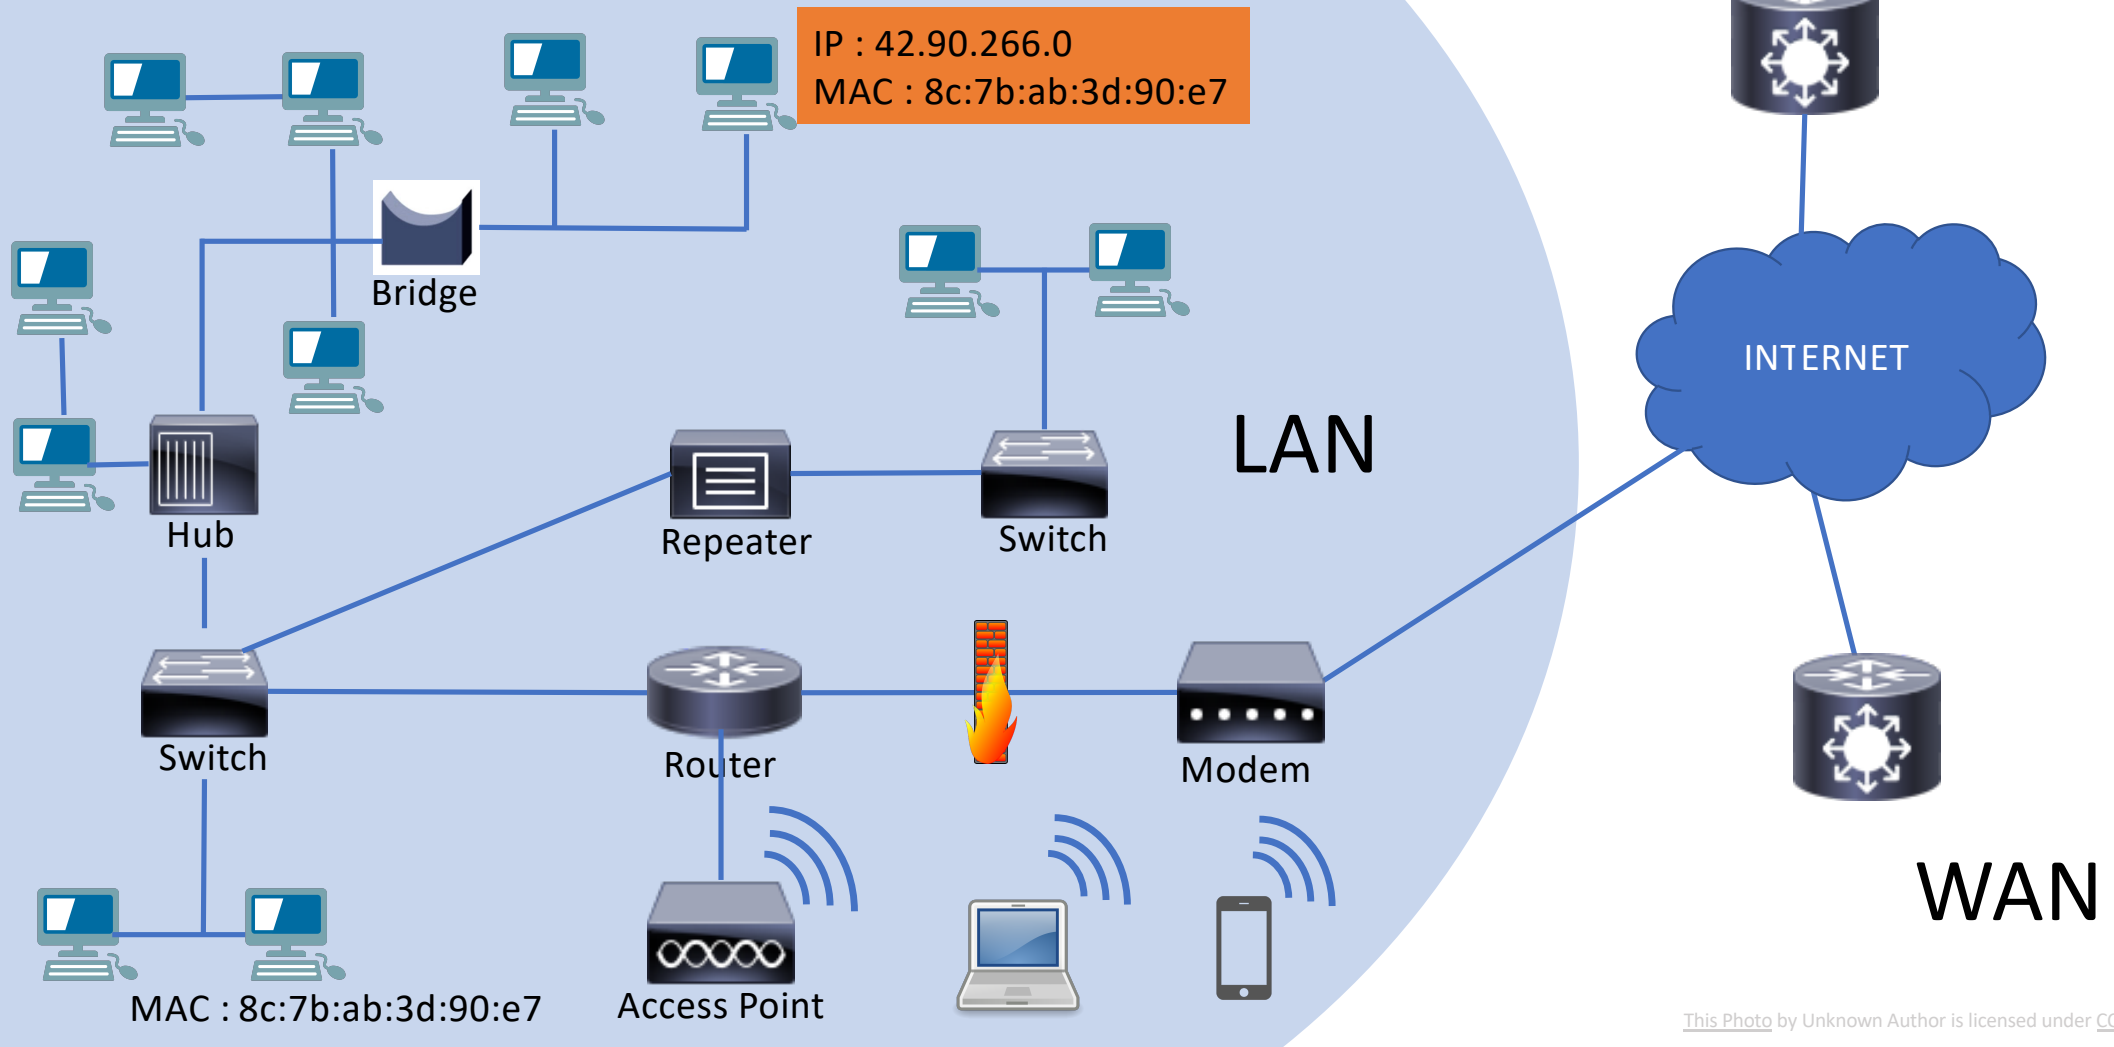 IP : 42.90.266.0
MAC : 8c:7b:ab:3d:90:e7
Bridge
INTERNET
LAN
Hub
Repeater
Switch
Switch
Router
Modem
WAN
MAC : 8c:7b:ab:3d:90:e7
Access Point
This Photo by Unknown Author is licensed under